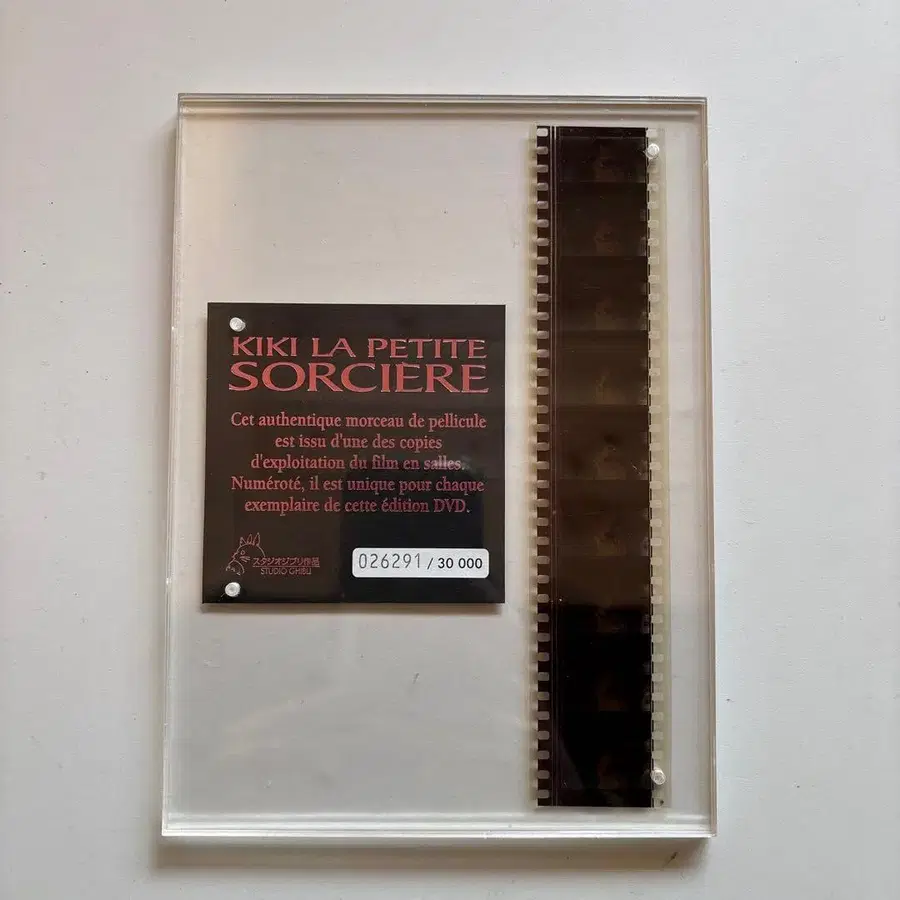 KIKI LA PETITE
SORCIÈRE
Cet authentique morceau de pellicule
est issu d'une des copies
d'exploitation du film en salles.
Numéroté, il est unique pour chaque
exemplaire de cette édition DVD.
スタジオジブリ作品
STUDIO GHIBLI
026291 / 30 000